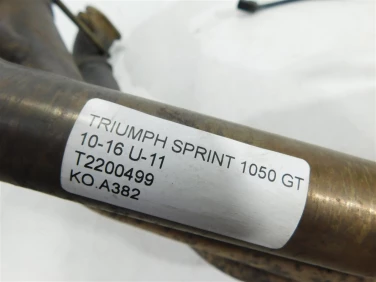 TRIUMPH SPRINT 1050 GT
10-16 U-11
T2200499
KO.A382